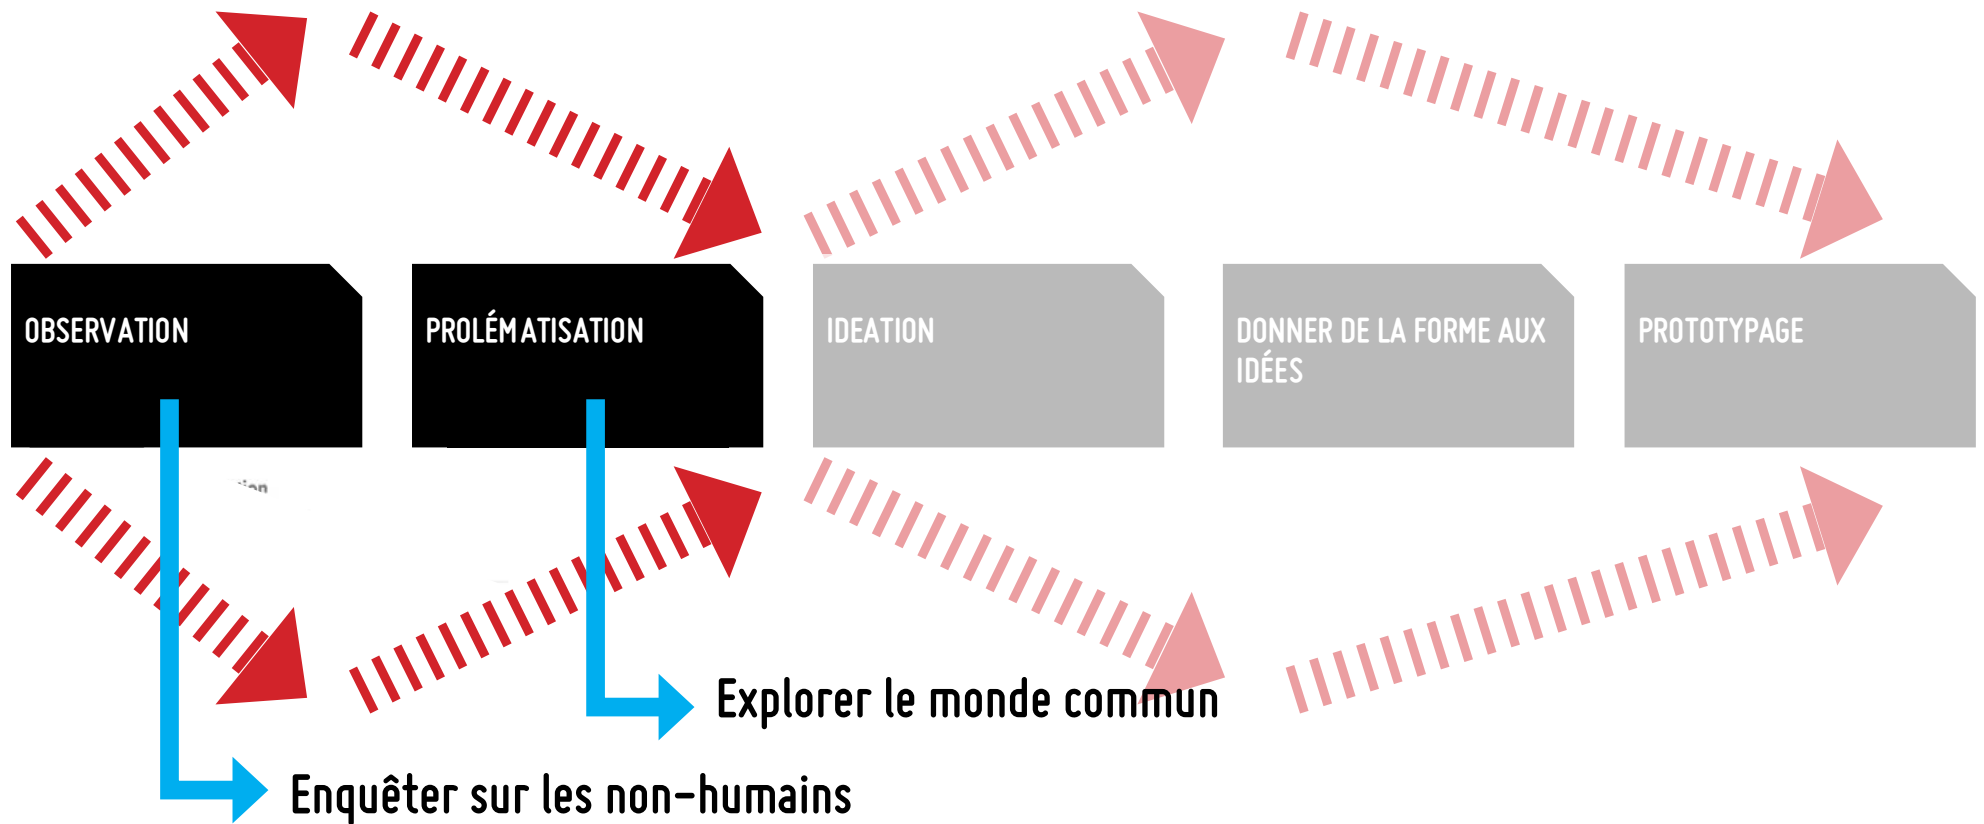 OBSERVATION
PROLÉMATISATION
IDEATION
DONNER DE LA FORME AUX
IDÉES
PROTOTYPAGE
Explorer le monde commun
Enquêter sur les non-humains